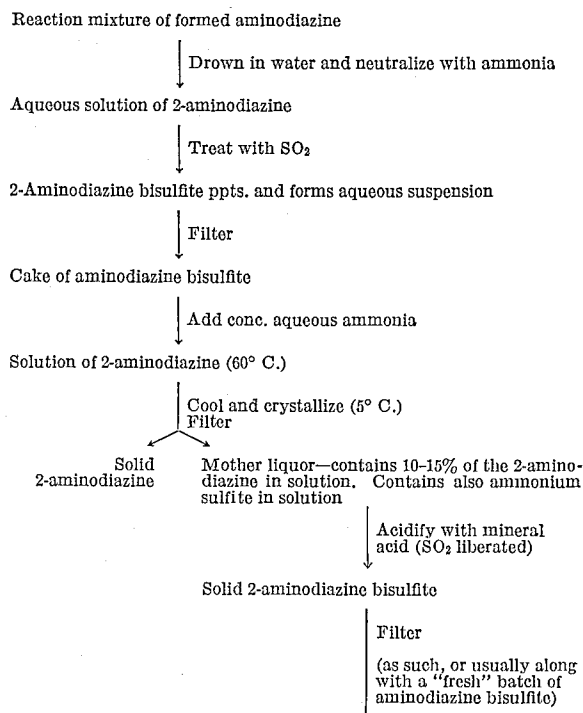 Reaction mixture of formed aminodiazine
Drown in water and neutralize with ammonia
Aqueous solution of 2-aminodiazine
Treat with SO₂
2-Aminodiazine bisulfite ppts. and forms aqueous suspension
Filter
Cake of aminodiazine bisulfite
Add conc. aqueous ammonia
Solution of 2-aminodiazine (60° C.)
Cool and crystallize (5° C.)
Filter
Solid
2-aminodiazine
Mother liquor—contains 10-15% of the 2-amino-
diazine in solution. Contains also ammonium
sulfite in solution
Acidify with mineral
acid (SO₂ liberated)
Solid 2-aminodiazine bisulfite
Filter
(as such, or usually along
with a "fresh" batch of
aminodiazine bisulfite)